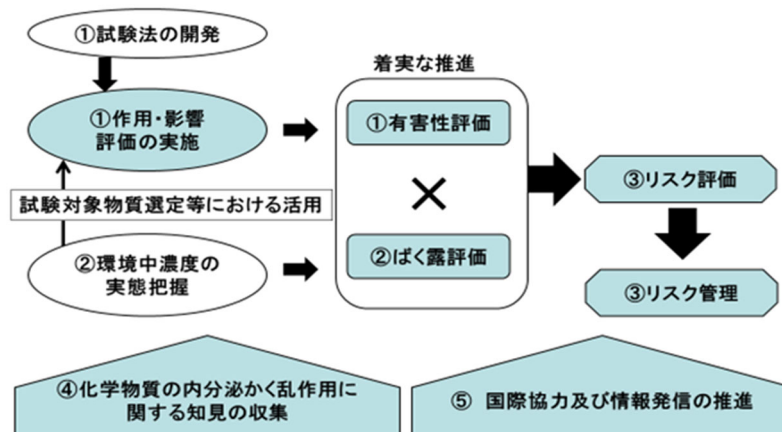 ①試験法の開発
着実な推進
①作用・影響
評価の実施
①有害性評価
×
③リスク評価
試験対象物質選定等における活用
②環境中濃度の
実態把握
②ばく露評価
③リスク管理
④化学物質の内分泌かく乱作用に
関する知見の収集
⑤ 国際協力及び情報発信の推進